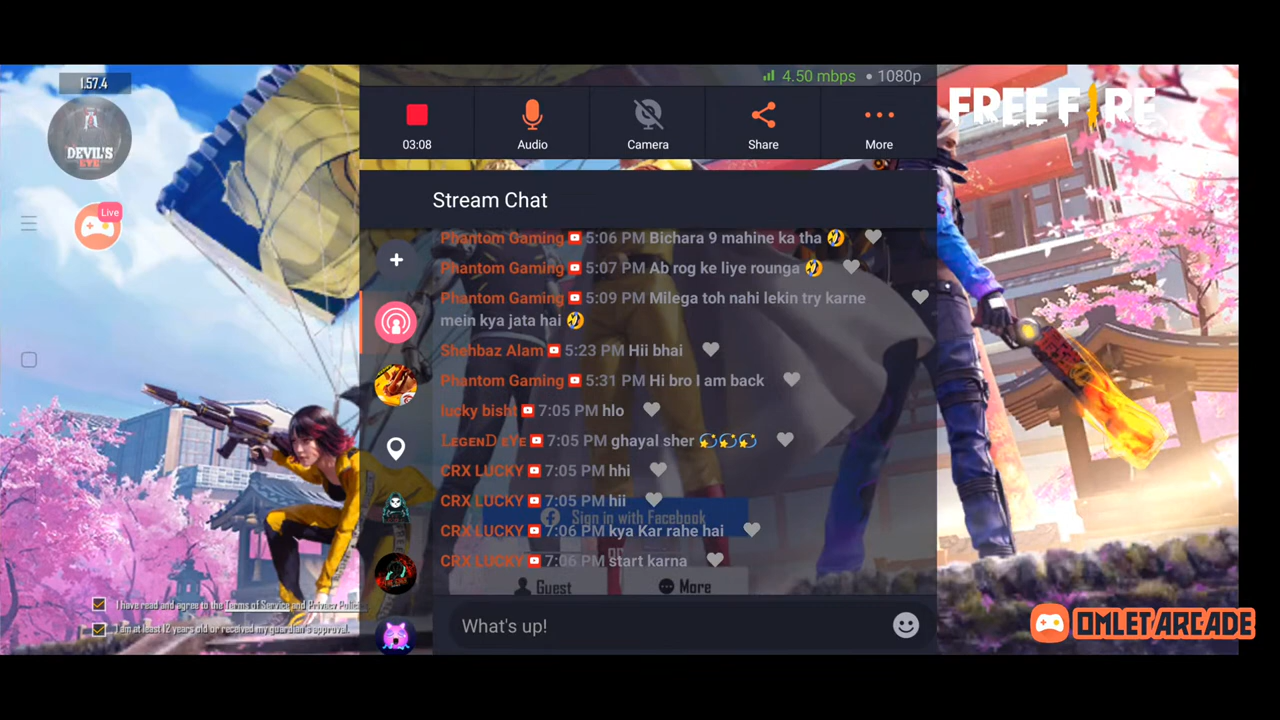 1.57.4
4.50 mbps • 1080p
FREE FIRE
DEVIL'S
EYE
03:08
Audio
Camera
Share
More
Live
Stream Chat
Phantom Gaming 5:06 PM Bichara 9 mahine ka tha 🤣
Phantom Gaming 5:07 PM Ab rog ke liye rounga 🤣
Phantom Gaming 5:09 PM Milega toh nahi lekin try karne
mein kya jata hai 🤣
Shehbaz Alam 5:23 PM Hii bhai
Phantom Gaming 5:31 PM Hi bro I am back
lucky bisht 7:05 PM hlo
LᴇɢᴇɴD ᴇYᴇ 7:05 PM ghayal sher 💫💫💫
CRX LUCKY 7:05 PM hhi
CRX LUCKY 7:05 PM hii
Sign in with Facebook
CRX LUCKY 7:06 PM kya Kar rahe hai
OR
CRX LUCKY 7:06 PM start karna
Guest
More
I have read and agree to the Terms of Service and Privacy Policy
I am at least 12 years old or received my guardian's approval.
What's up!
OMLET ARCADE